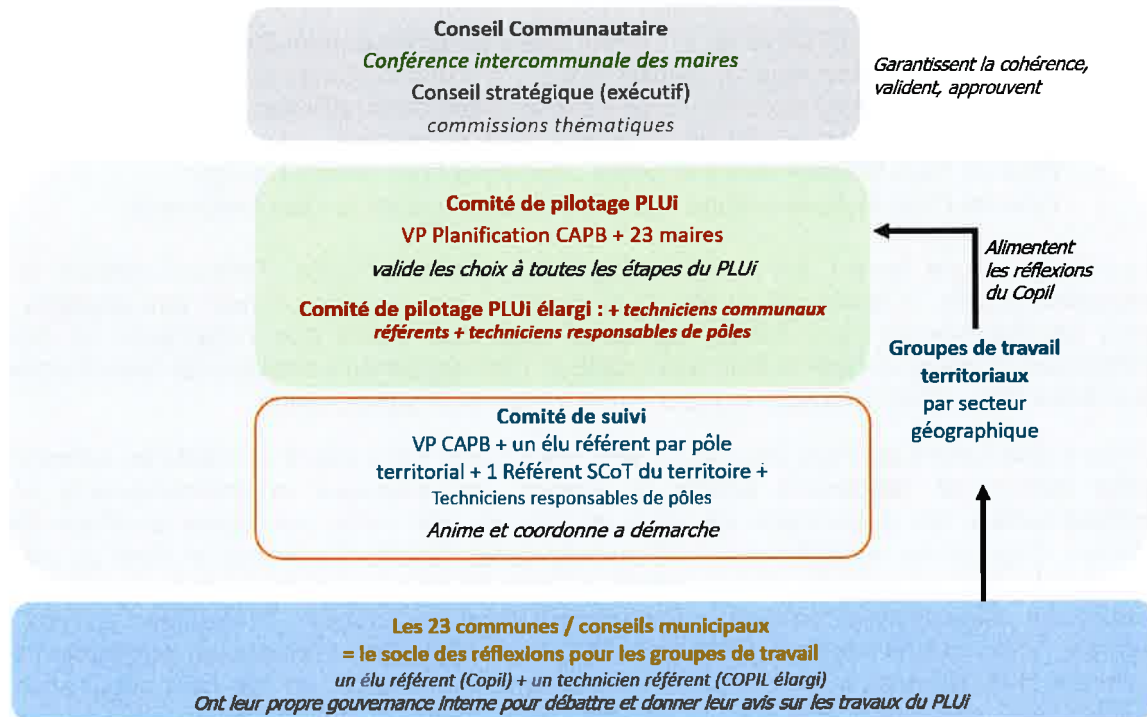 Conseil Communautaire
Conférence intercommunale des maires
Conseil stratégique (exécutif)
commissions thématiques
Garantissent la cohérence,
valident, approuvent
Comité de pilotage PLUi
VP Planification CAPB + 23 maires
valide les choix à toutes les étapes du PLUi
Comité de pilotage PLUi élargi : + techniciens communaux
référents + techniciens responsables de pôles
Alimentent
les réflexions
du Copil
Groupes de travail
territoriaux
par secteur
géographique
Comité de suivi
VP CAPB + un élu référent par pôle
territorial + 1 Référent SCoT du territoire +
Techniciens responsables de pôles
Anime et coordonne a démarche
Les 23 communes / conseils municipaux
= le socle des réflexions pour les groupes de travail
un élu référent (Copil) + un technicien référent (COPIL élargi)
Ont leur propre gouvernance interne pour débattre et donner leur avis sur les travaux du PLUi